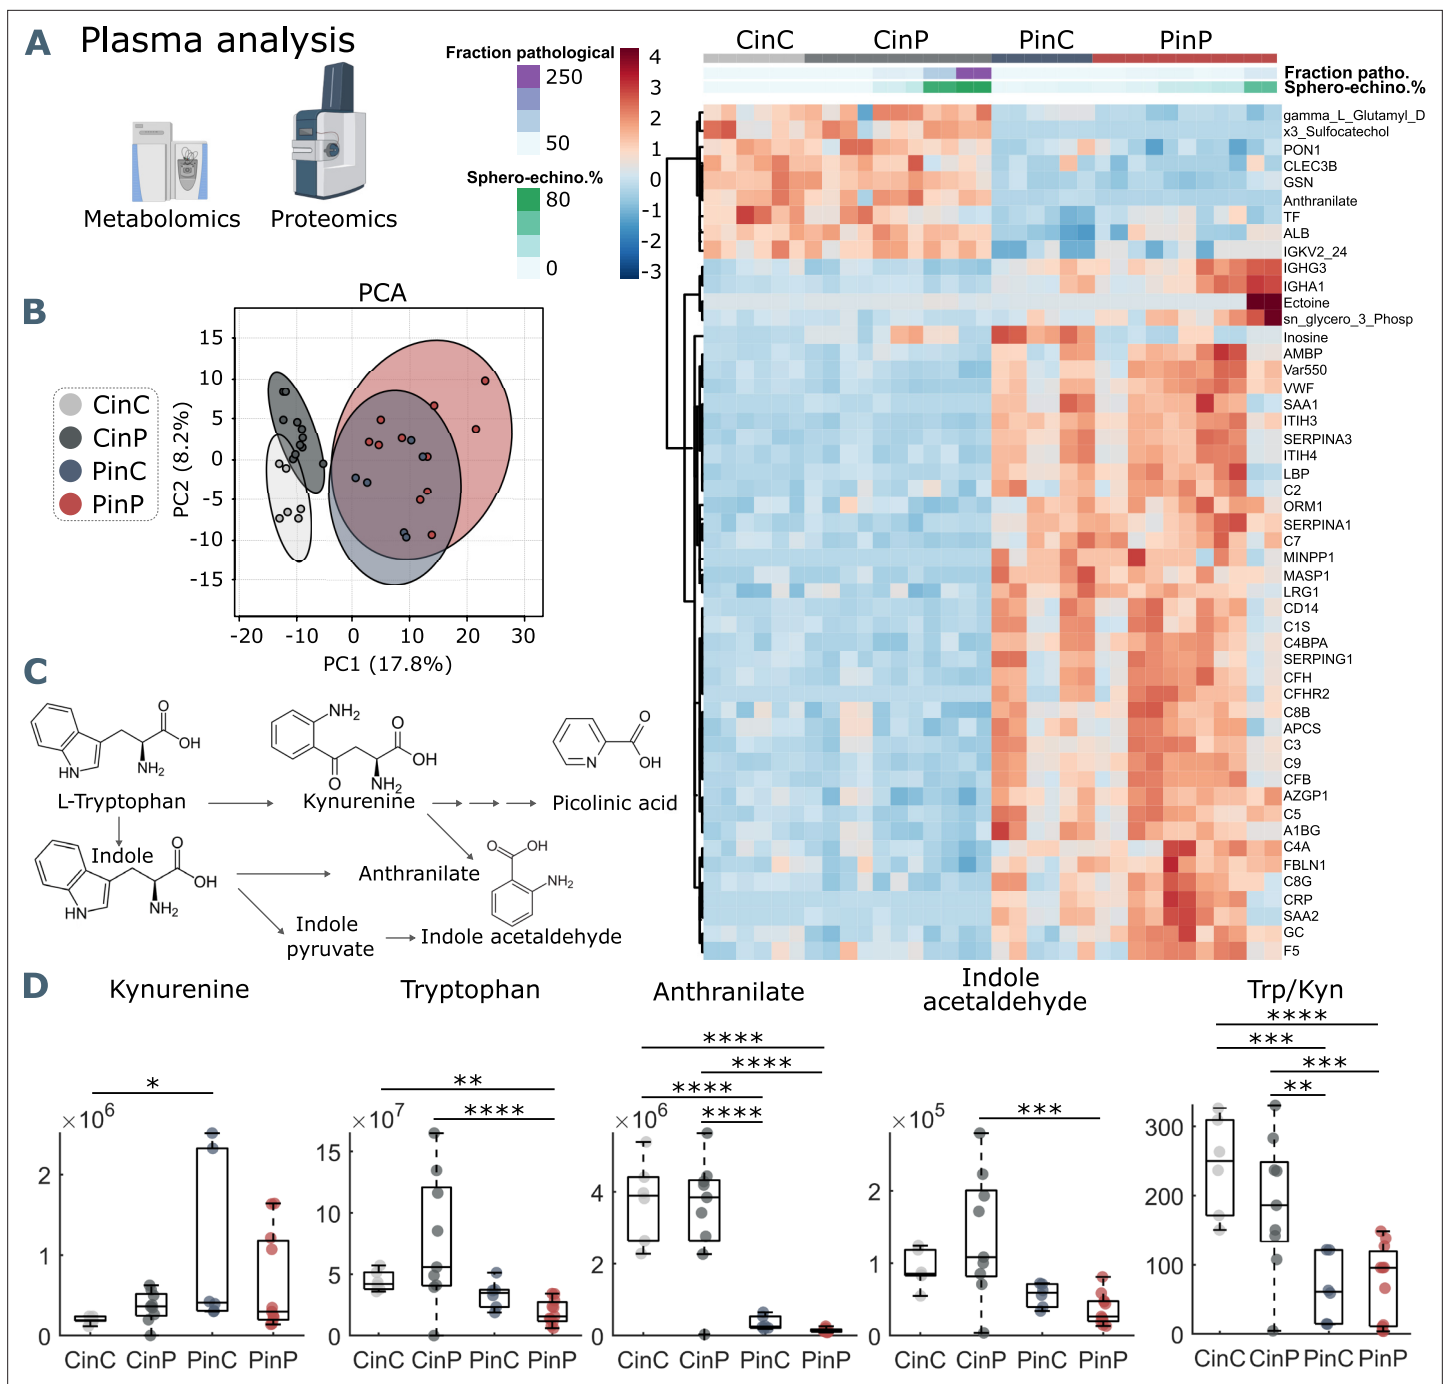 A Plasma analysis
Metabolomics Proteomics
Fraction pathological
250
50
Sphero-echino.%
80
0
4
3
2
1
0
-1
-2
-3
CinC CinP PinC PinP
Fraction patho.
Sphero-echino.%
gamma_L_Glutamyl_D
x3_Sulfocatechol
PON1
CLEC3B
GSN
Anthranilate
TF
ALB
IGKV2_24
IGHG3
IGHA1
Ectoine
sn_glycero_3_Phosp
Inosine
AMBP
Var550
VWF
SAA1
ITIH3
SERPINA3
ITIH4
LBP
C2
ORM1
SERPINA1
C7
MINPP1
MASP1
LRG1
CD14
C1S
C4BPA
SERPING1
CFH
CFHR2
C8B
APCS
C3
C9
CFB
AZGP1
C5
A1BG
C4A
FBLN1
C8G
CRP
SAA2
GC
F5
B
PCA
CinC
CinP
PinC
PinP
PC2 (8.2%)
15
10
5
0
-5
-10
-15
-20 -10 0 10 20 30
PC1 (17.8%)
C
O
OH
NH2
HN
L-Tryptophan
NH2
O
OH
O
NH2
Kynurenine
O
OH
N
Picolinic acid
Indole
O
OH
NH2
HN
Anthranilate
O
OH
NH2
Indole
pyruvate
Indole acetaldehyde
D
Kynurenine
*
×10^6
2
1
0
CinC CinP PinC PinP
Tryptophan
**
****
×10^7
15
10
5
0
CinC CinP PinC PinP
Anthranilate
****
****
****
****
×10^6
4
2
0
CinC CinP PinC PinP
Indole
acetaldehyde
***
×10^5
2
1
0
CinC CinP PinC PinP
Trp/Kyn
****
***
***
**
300
200
100
0
CinC CinP PinC PinP